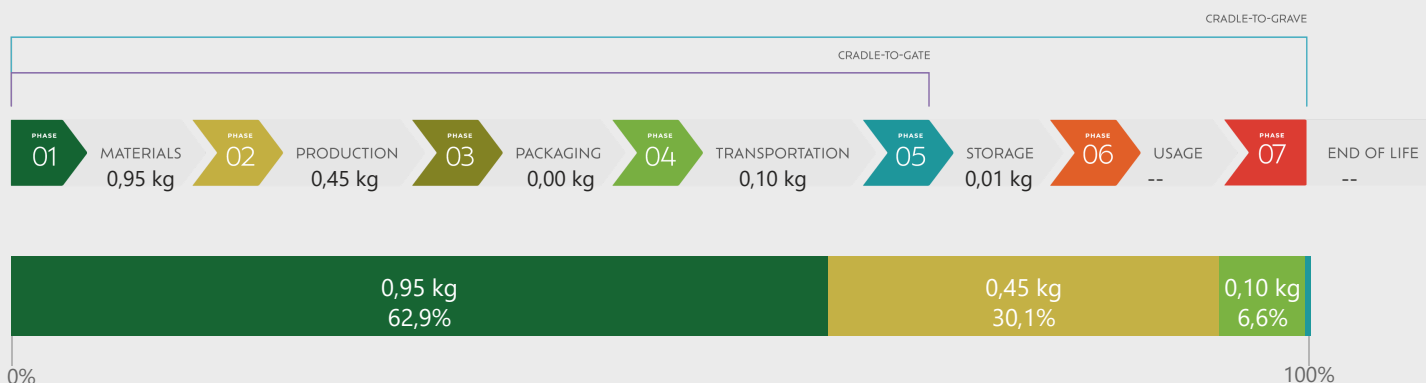 CRADLE-TO-GRAVE
CRADLE-TO-GATE
PHASE
01
MATERIALS
0,95 kg
PHASE
02
PRODUCTION
0,45 kg
PHASE
03
PACKAGING
0,00 kg
PHASE
04
TRANSPORTATION
0,10 kg
PHASE
05
STORAGE
0,01 kg
PHASE
06
USAGE
--
PHASE
07
END OF LIFE
--
0,95 kg
62,9%
0,45 kg
30,1%
0,10 kg
6,6%
0%
100%